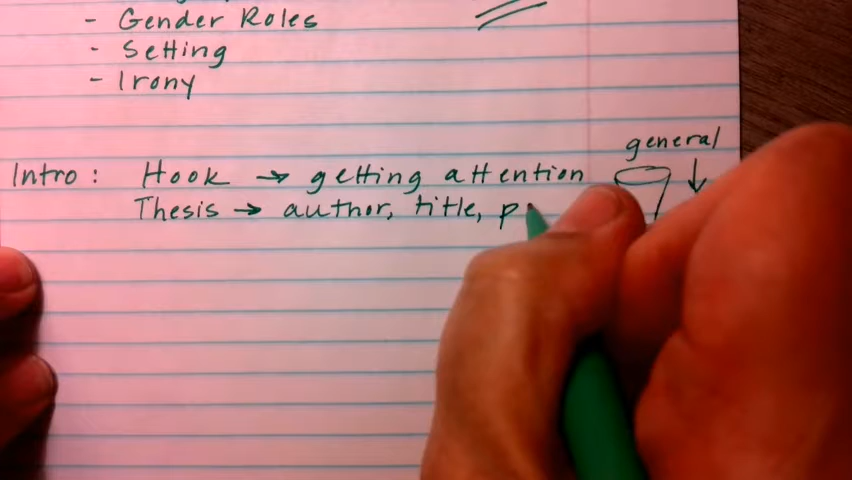 - Gender Roles
- Setting
- Irony
general
Intro : Hook → getting attention
Thesis → author, title, p